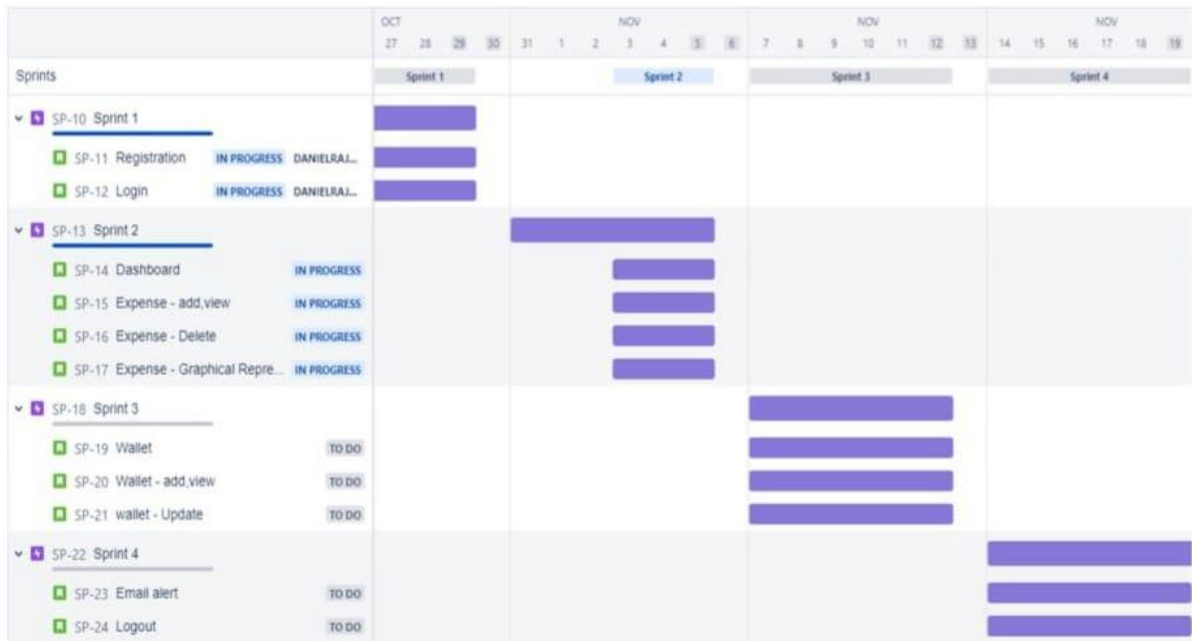 OCT NOV NOV NOV
27 28 29 30 31 1 2 3 4 5 6 7 8 9 10 11 12 13 14 15 16 17 18 19
Sprints Sprint 1 Sprint 2 Sprint 3 Sprint 4
SP-10 Sprint 1
SP-11 Registration IN PROGRESS DANIELRAJ...
SP-12 Login IN PROGRESS DANIELRAJ...
SP-13 Sprint 2
SP-14 Dashboard IN PROGRESS
SP-15 Expense - add,view IN PROGRESS
SP-16 Expense - Delete IN PROGRESS
SP-17 Expense - Graphical Repre... IN PROGRESS
SP-18 Sprint 3
SP-19 Wallet TO DO
SP-20 Wallet - add,view TO DO
SP-21 wallet - Update TO DO
SP-22 Sprint 4
SP-23 Email alert TO DO
SP-24 Logout TO DO